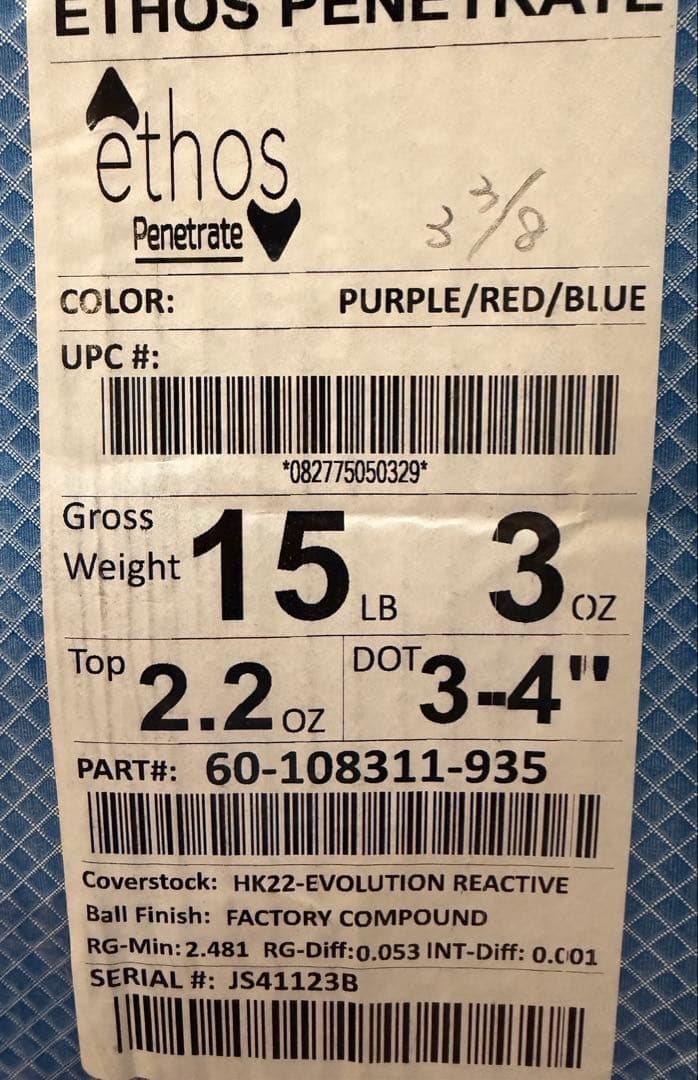 ETHOS PENETRATE
ethos
Penetrate
3 3/8
COLOR: PURPLE/RED/BLUE
UPC #:
*082775050329*
Gross Weight 15 LB 3 OZ
Top 2.2 OZ DOT 3-4"
PART#: 60-108311-935
Coverstock: HK22-EVOLUTION REACTIVE
Ball Finish: FACTORY COMPOUND
RG-Min: 2.481 RG-Diff: 0.053 INT-Diff: 0.001
SERIAL #: JS41123B